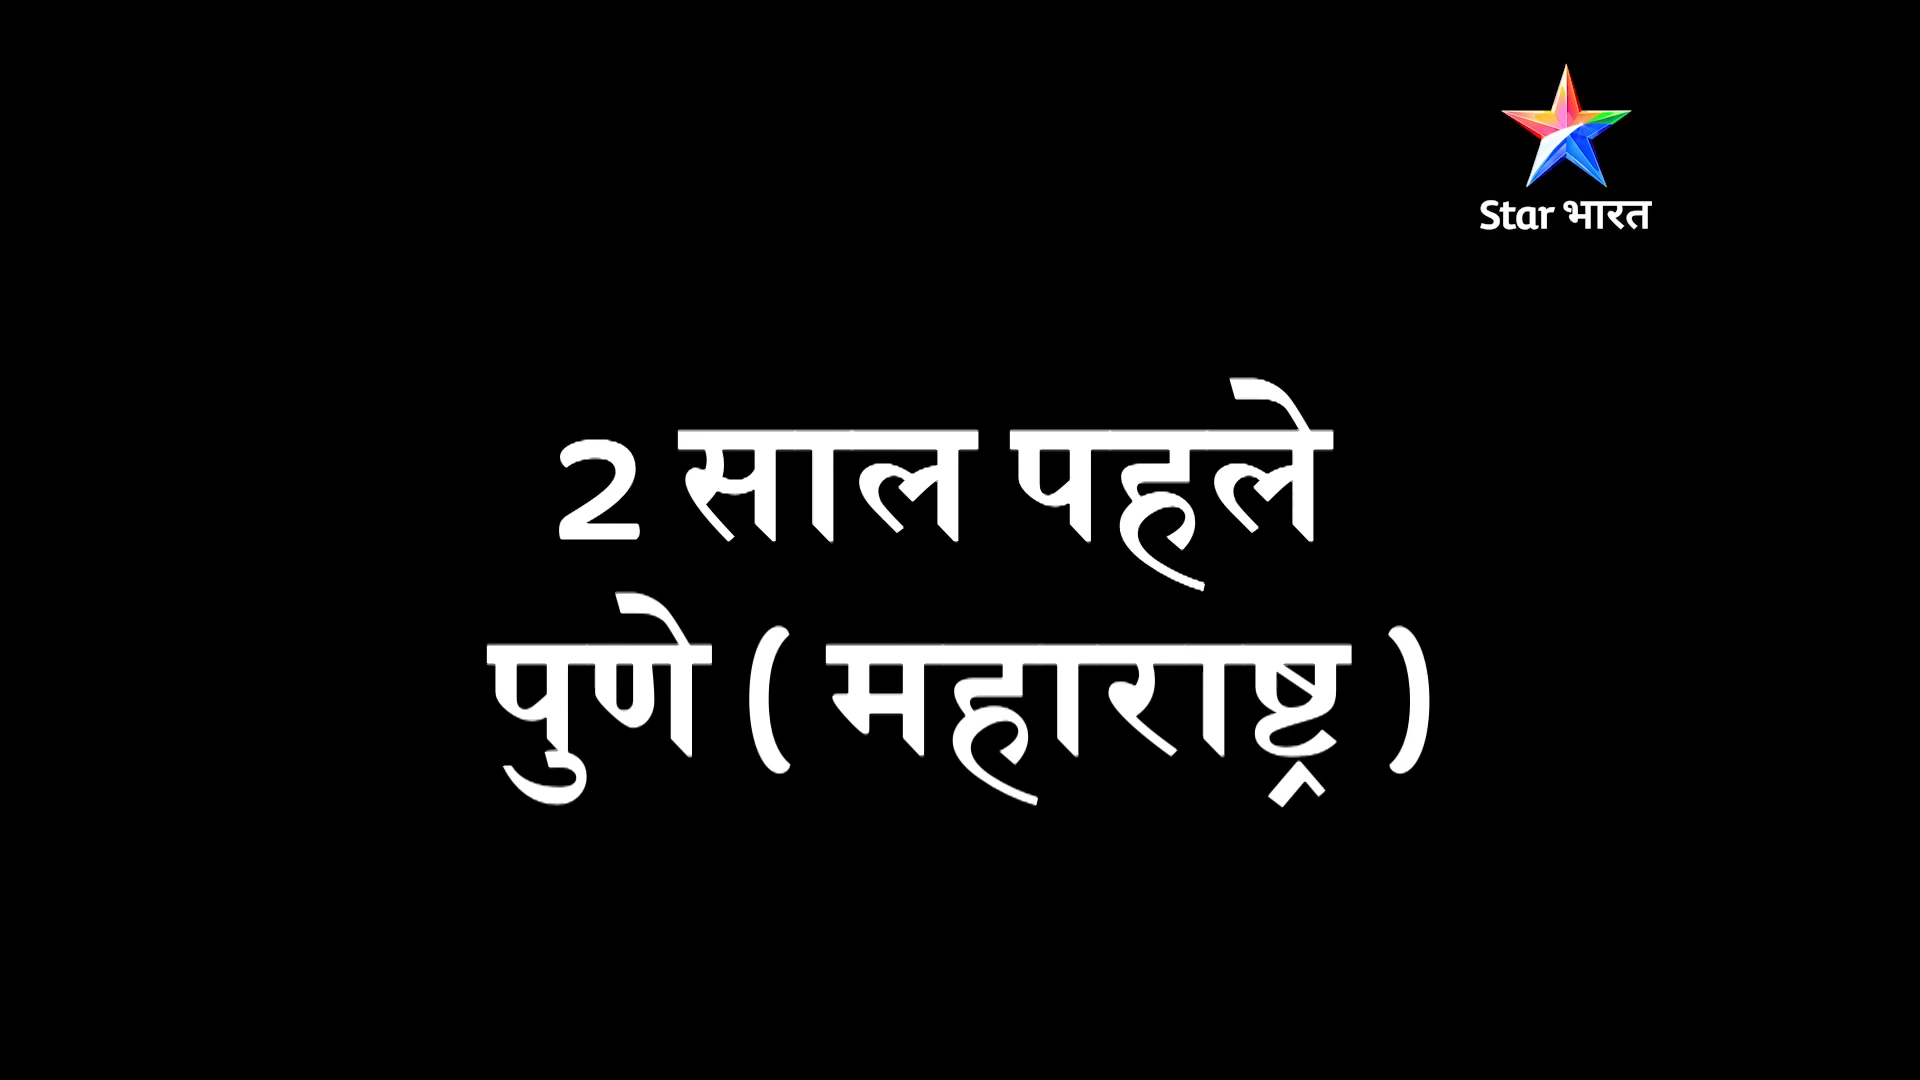 Star भारत
2 साल पहले
पुणे ( महाराष्ट्र )